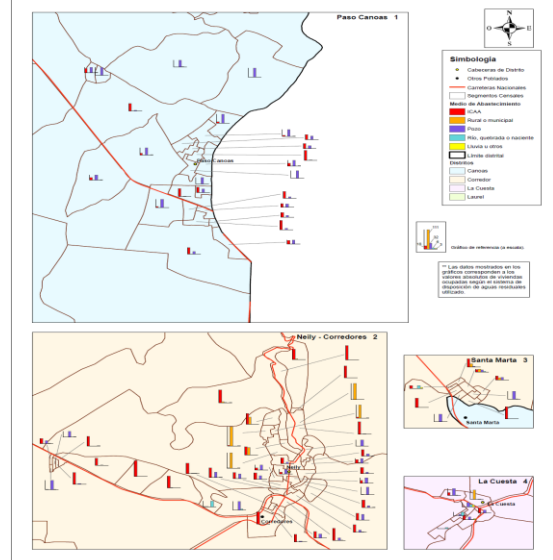 Paso Canoas 1
N
O
E
S
Simbología
Cabeceras de Distrito
Otros Poblados
Carreteras Nacionales
Segmentos Censales
Medio de Abastecimiento
ICAA
Rural o municipal
Pozo
Río, quebrada o naciente
Lluvia u otros
Límite distrital
Distritos
Canoas
Corredor
La Cuesta
Laurel
Paso Canoas
Gráfico de referencia (a escala)
** Las datos mostrados en los
gráficos corresponden a los
valores absolutos de viviendas
ocupadas según el sistema de
disposición de aguas residuales
utilizado.
Neily - Corredores 2
Neily
Corredores
Santa Marta 3
Santa Marta
La Cuesta 4
La Cuesta